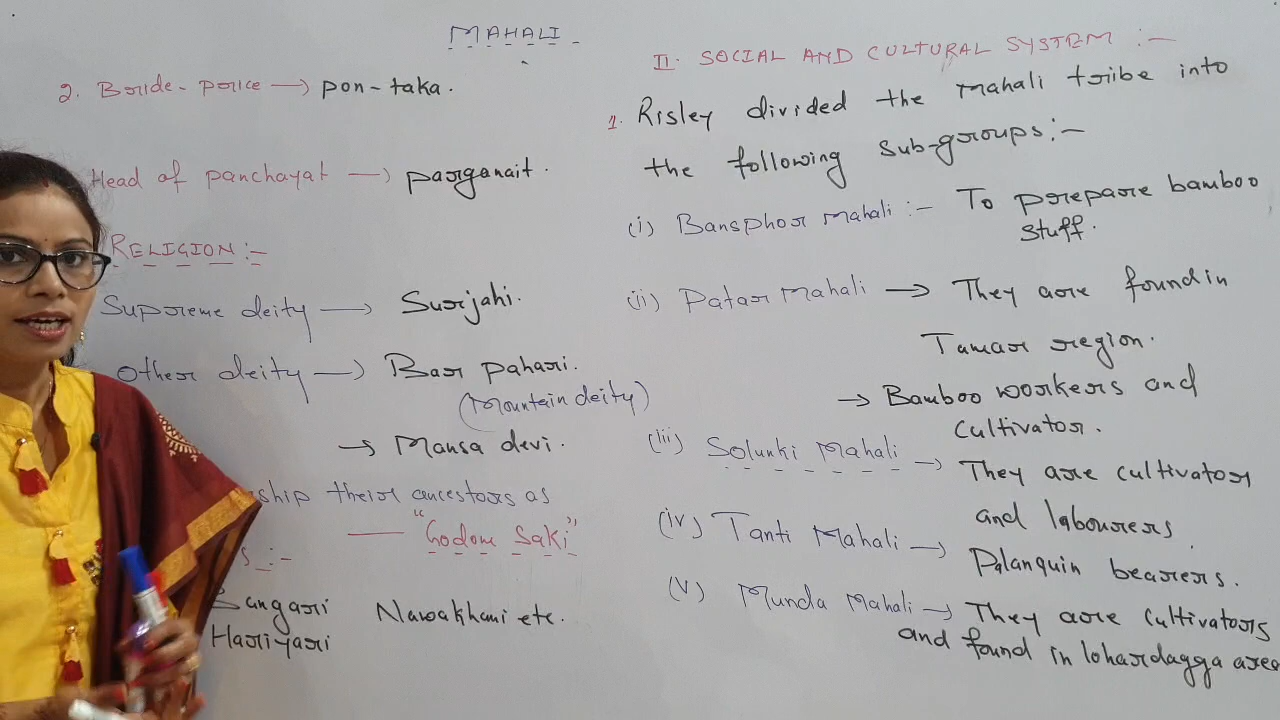 MAHALI
2. Bride-price → pon-taka.
Head of panchayat → parganait.
RELIGION:-
Supreme deity → Surjahi.
Other deity → Bar pahari.
(Mountain deity)
→ Mansa devi.
their ancestors as
— "Godom Saki"
Bangari Nawakhani etc.
Hariyari
II. SOCIAL AND CULTURAL SYSTEM :-
1. Risley divided the Mahali tribe into
the following Sub-groups:-
(i) Bansphor Mahali :- To prepare bamboo
stuff.
(ii) Patar Mahali → They are found in
Tamar region.
→ Bamboo workers and
cultivator.
(iii) Solunki Mahali → They are cultivator
and labourers.
(iv) Tanti Mahali → Palanquin bearers.
(v) Munda Mahali → They are cultivators
and found in lohardagga area